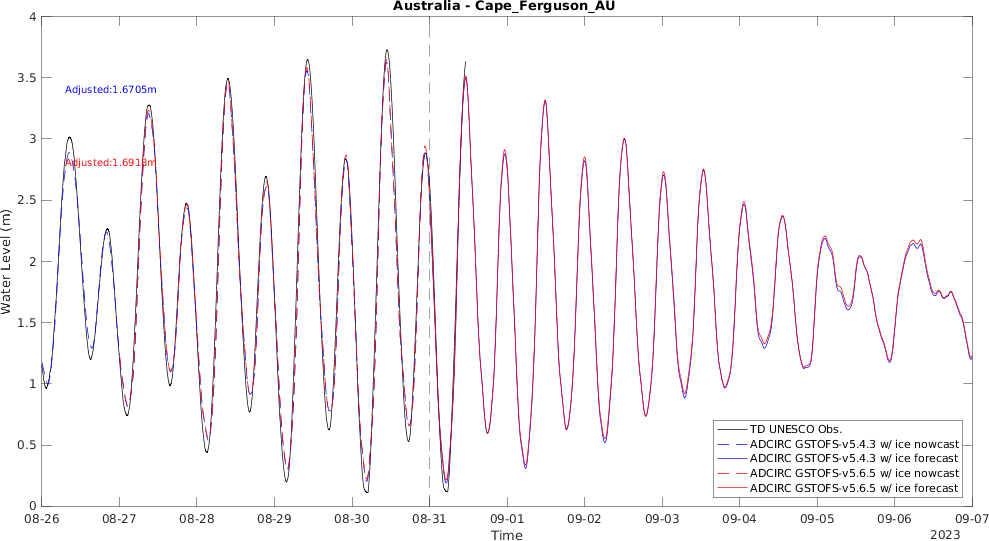 Australia - Cape_Ferguson_AU
4
3.5
3
2.5
2
1.5
1
0.5
0
Water Level (m)
Adjusted:1.6705m
Adjusted:1.6913m
TD UNESCO Obs.
ADCIRC GSTOFS-v5.4.3 w/ ice nowcast
ADCIRC GSTOFS-v5.4.3 w/ ice forecast
ADCIRC GSTOFS-v5.6.5 w/ ice nowcast
ADCIRC GSTOFS-v5.6.5 w/ ice forecast
08-26 08-27 08-28 08-29 08-30 08-31 09-01 09-02 09-03 09-04 09-05 09-06 09-07
Time
2023